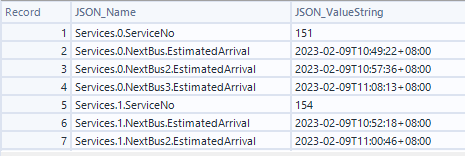 Record JSON_Name JSON_ValueString
1 Services.0.ServiceNo 151
2 Services.0.NextBus.EstimatedArrival 2023-02-09T10:49:22+08:00
3 Services.0.NextBus2.EstimatedArrival 2023-02-09T10:57:36+08:00
4 Services.0.NextBus3.EstimatedArrival 2023-02-09T11:08:13+08:00
5 Services.1.ServiceNo 154
6 Services.1.NextBus.EstimatedArrival 2023-02-09T10:52:18+08:00
7 Services.1.NextBus2.EstimatedArrival 2023-02-09T11:00:46+08:00